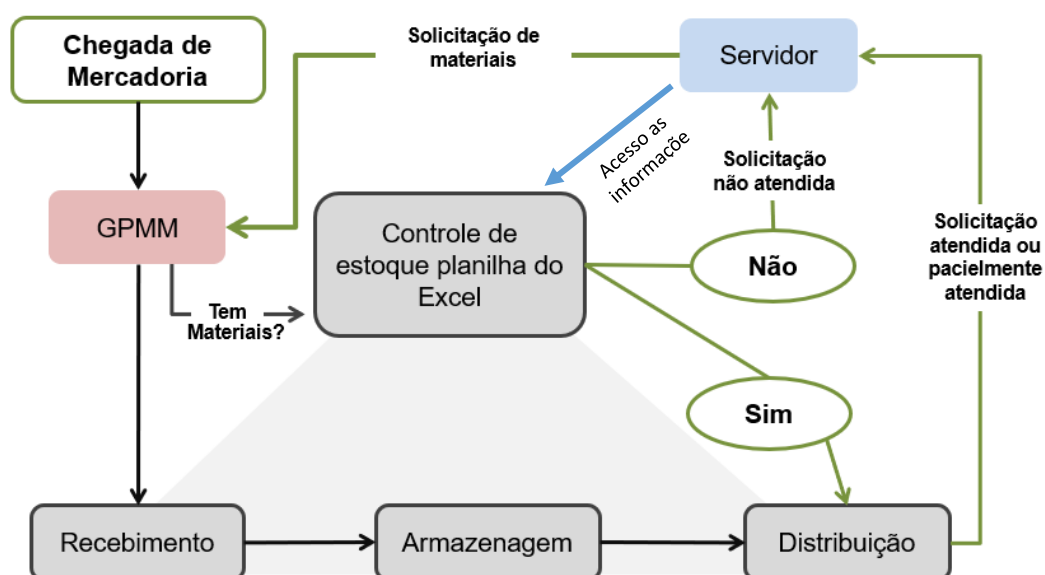 Chegada de
Mercadoria
Solicitação de
materiais
Servidor
Acesso as
informaçõe
Solicitação
não atendida
GPMM
Controle de
estoque planilha do
Excel
Não
Solicitação
atendida ou
pacielmente
atendida
Tem
Materiais?
Sim
Recebimento
Armazenagem
Distribuição